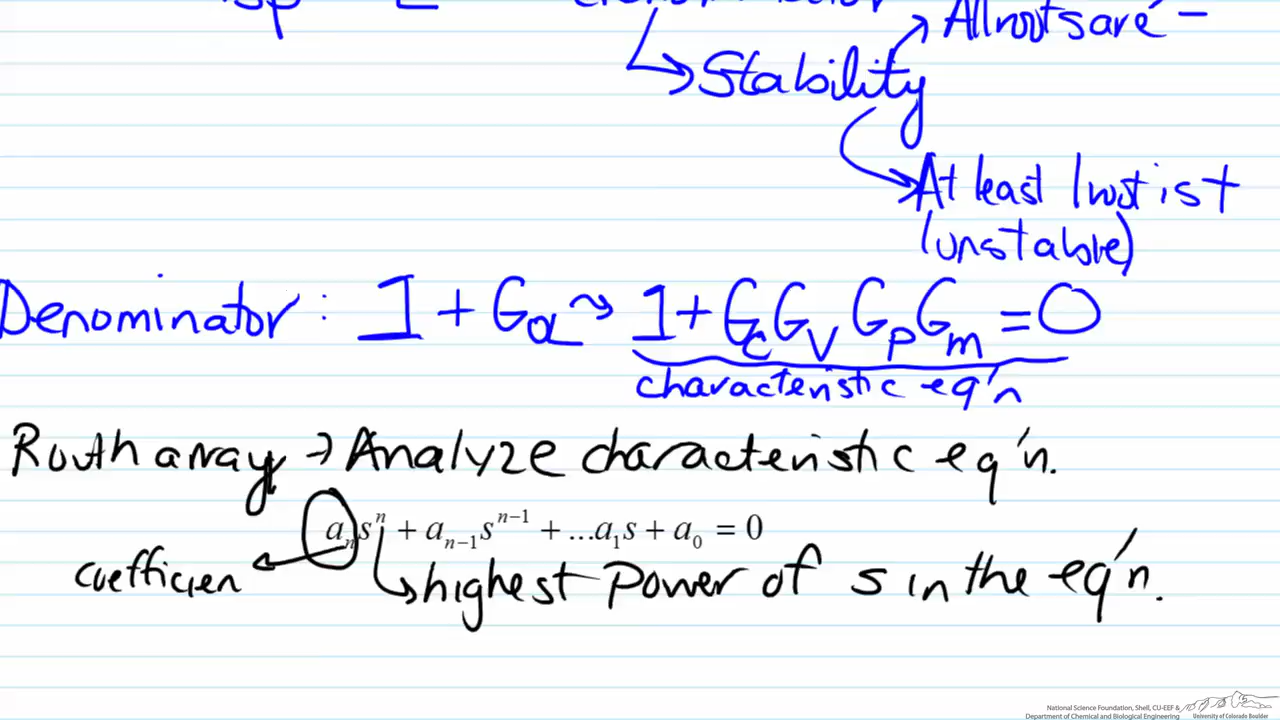 All roots are -
Stability
At least 1 root is +
(unstable)
Denominator: 1 + G_OL → 1 + G_c G_v G_p G_m = 0
characteristic eq'n
Routh array → Analyze characteristic eq'n.
a_n s^n + a_{n-1} s^{n-1} + ...a_1 s + a_0 = 0
coefficien
highest power of s in the eq'n.
National Science Foundation, Shell, CU-EEF &
Department of Chemical and Biological Engineering
University of Colorado Boulder